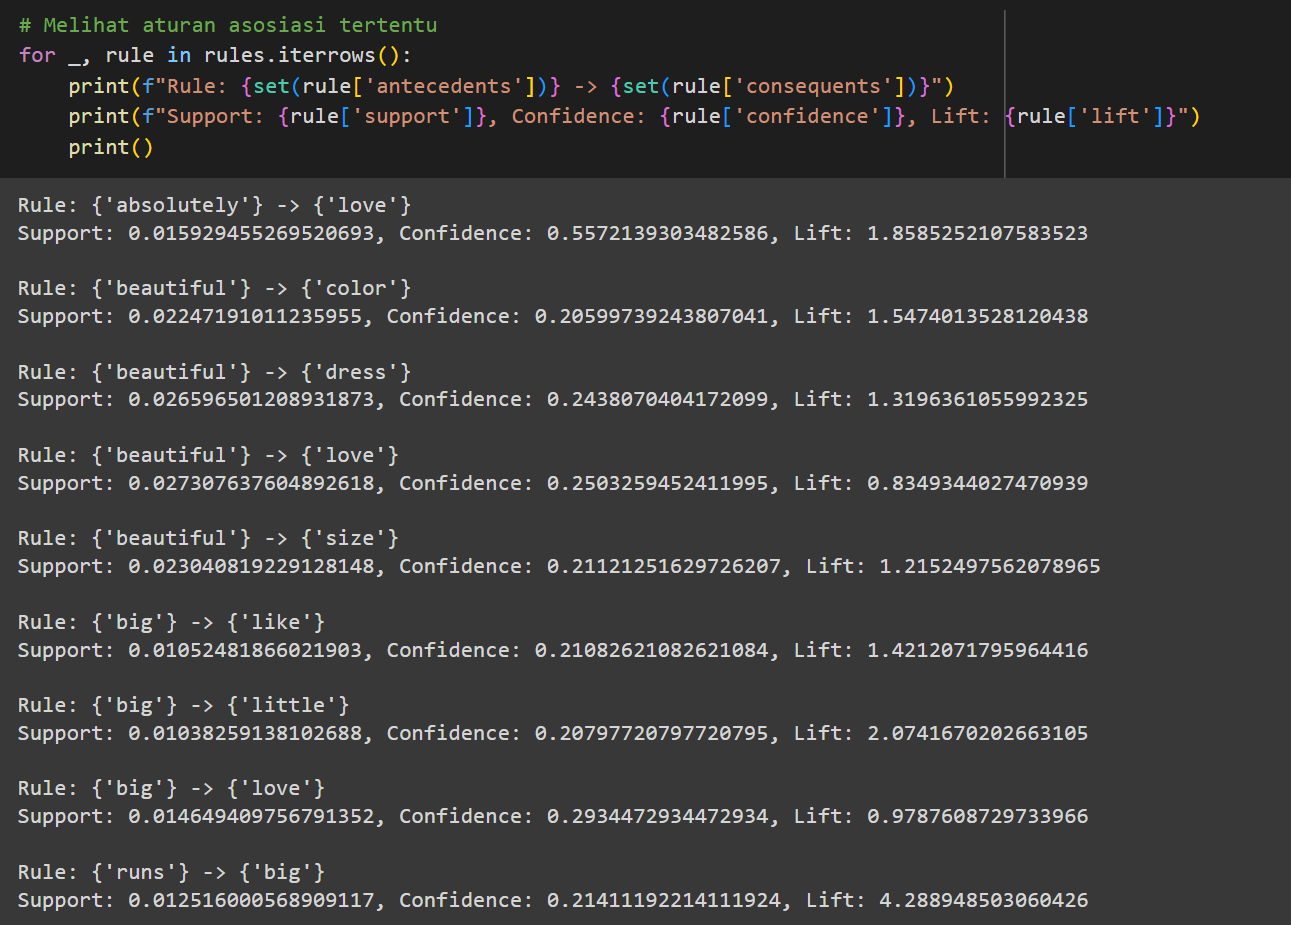 # Melihat aturan asosiasi tertentu
for _, rule in rules.iterrows():
    print(f"Rule: {set(rule['antecedents'])} -> {set(rule['consequents'])}")
    print(f"Support: {rule['support']}, Confidence: {rule['confidence']}, Lift: {rule['lift']}")
    print()
Rule: {'absolutely'} -> {'love'}
Support: 0.015929455269520693, Confidence: 0.5572139303482586, Lift: 1.8585252107583523
Rule: {'beautiful'} -> {'color'}
Support: 0.02247191011235955, Confidence: 0.20599739243807041, Lift: 1.5474013528120438
Rule: {'beautiful'} -> {'dress'}
Support: 0.026596501208931873, Confidence: 0.2438070404172099, Lift: 1.3196361055992325
Rule: {'beautiful'} -> {'love'}
Support: 0.027307637604892618, Confidence: 0.2503259452411995, Lift: 0.8349344027470939
Rule: {'beautiful'} -> {'size'}
Support: 0.023040819229128148, Confidence: 0.21121251629726207, Lift: 1.2152497562078965
Rule: {'big'} -> {'like'}
Support: 0.01052481866021903, Confidence: 0.21082621082621084, Lift: 1.4212071795964416
Rule: {'big'} -> {'little'}
Support: 0.01038259138102688, Confidence: 0.20797720797720795, Lift: 2.0741670202663105
Rule: {'big'} -> {'love'}
Support: 0.014649409756791352, Confidence: 0.2934472934472934, Lift: 0.9787608729733966
Rule: {'runs'} -> {'big'}
Support: 0.012516000568909117, Confidence: 0.21411192214111924, Lift: 4.288948503060426